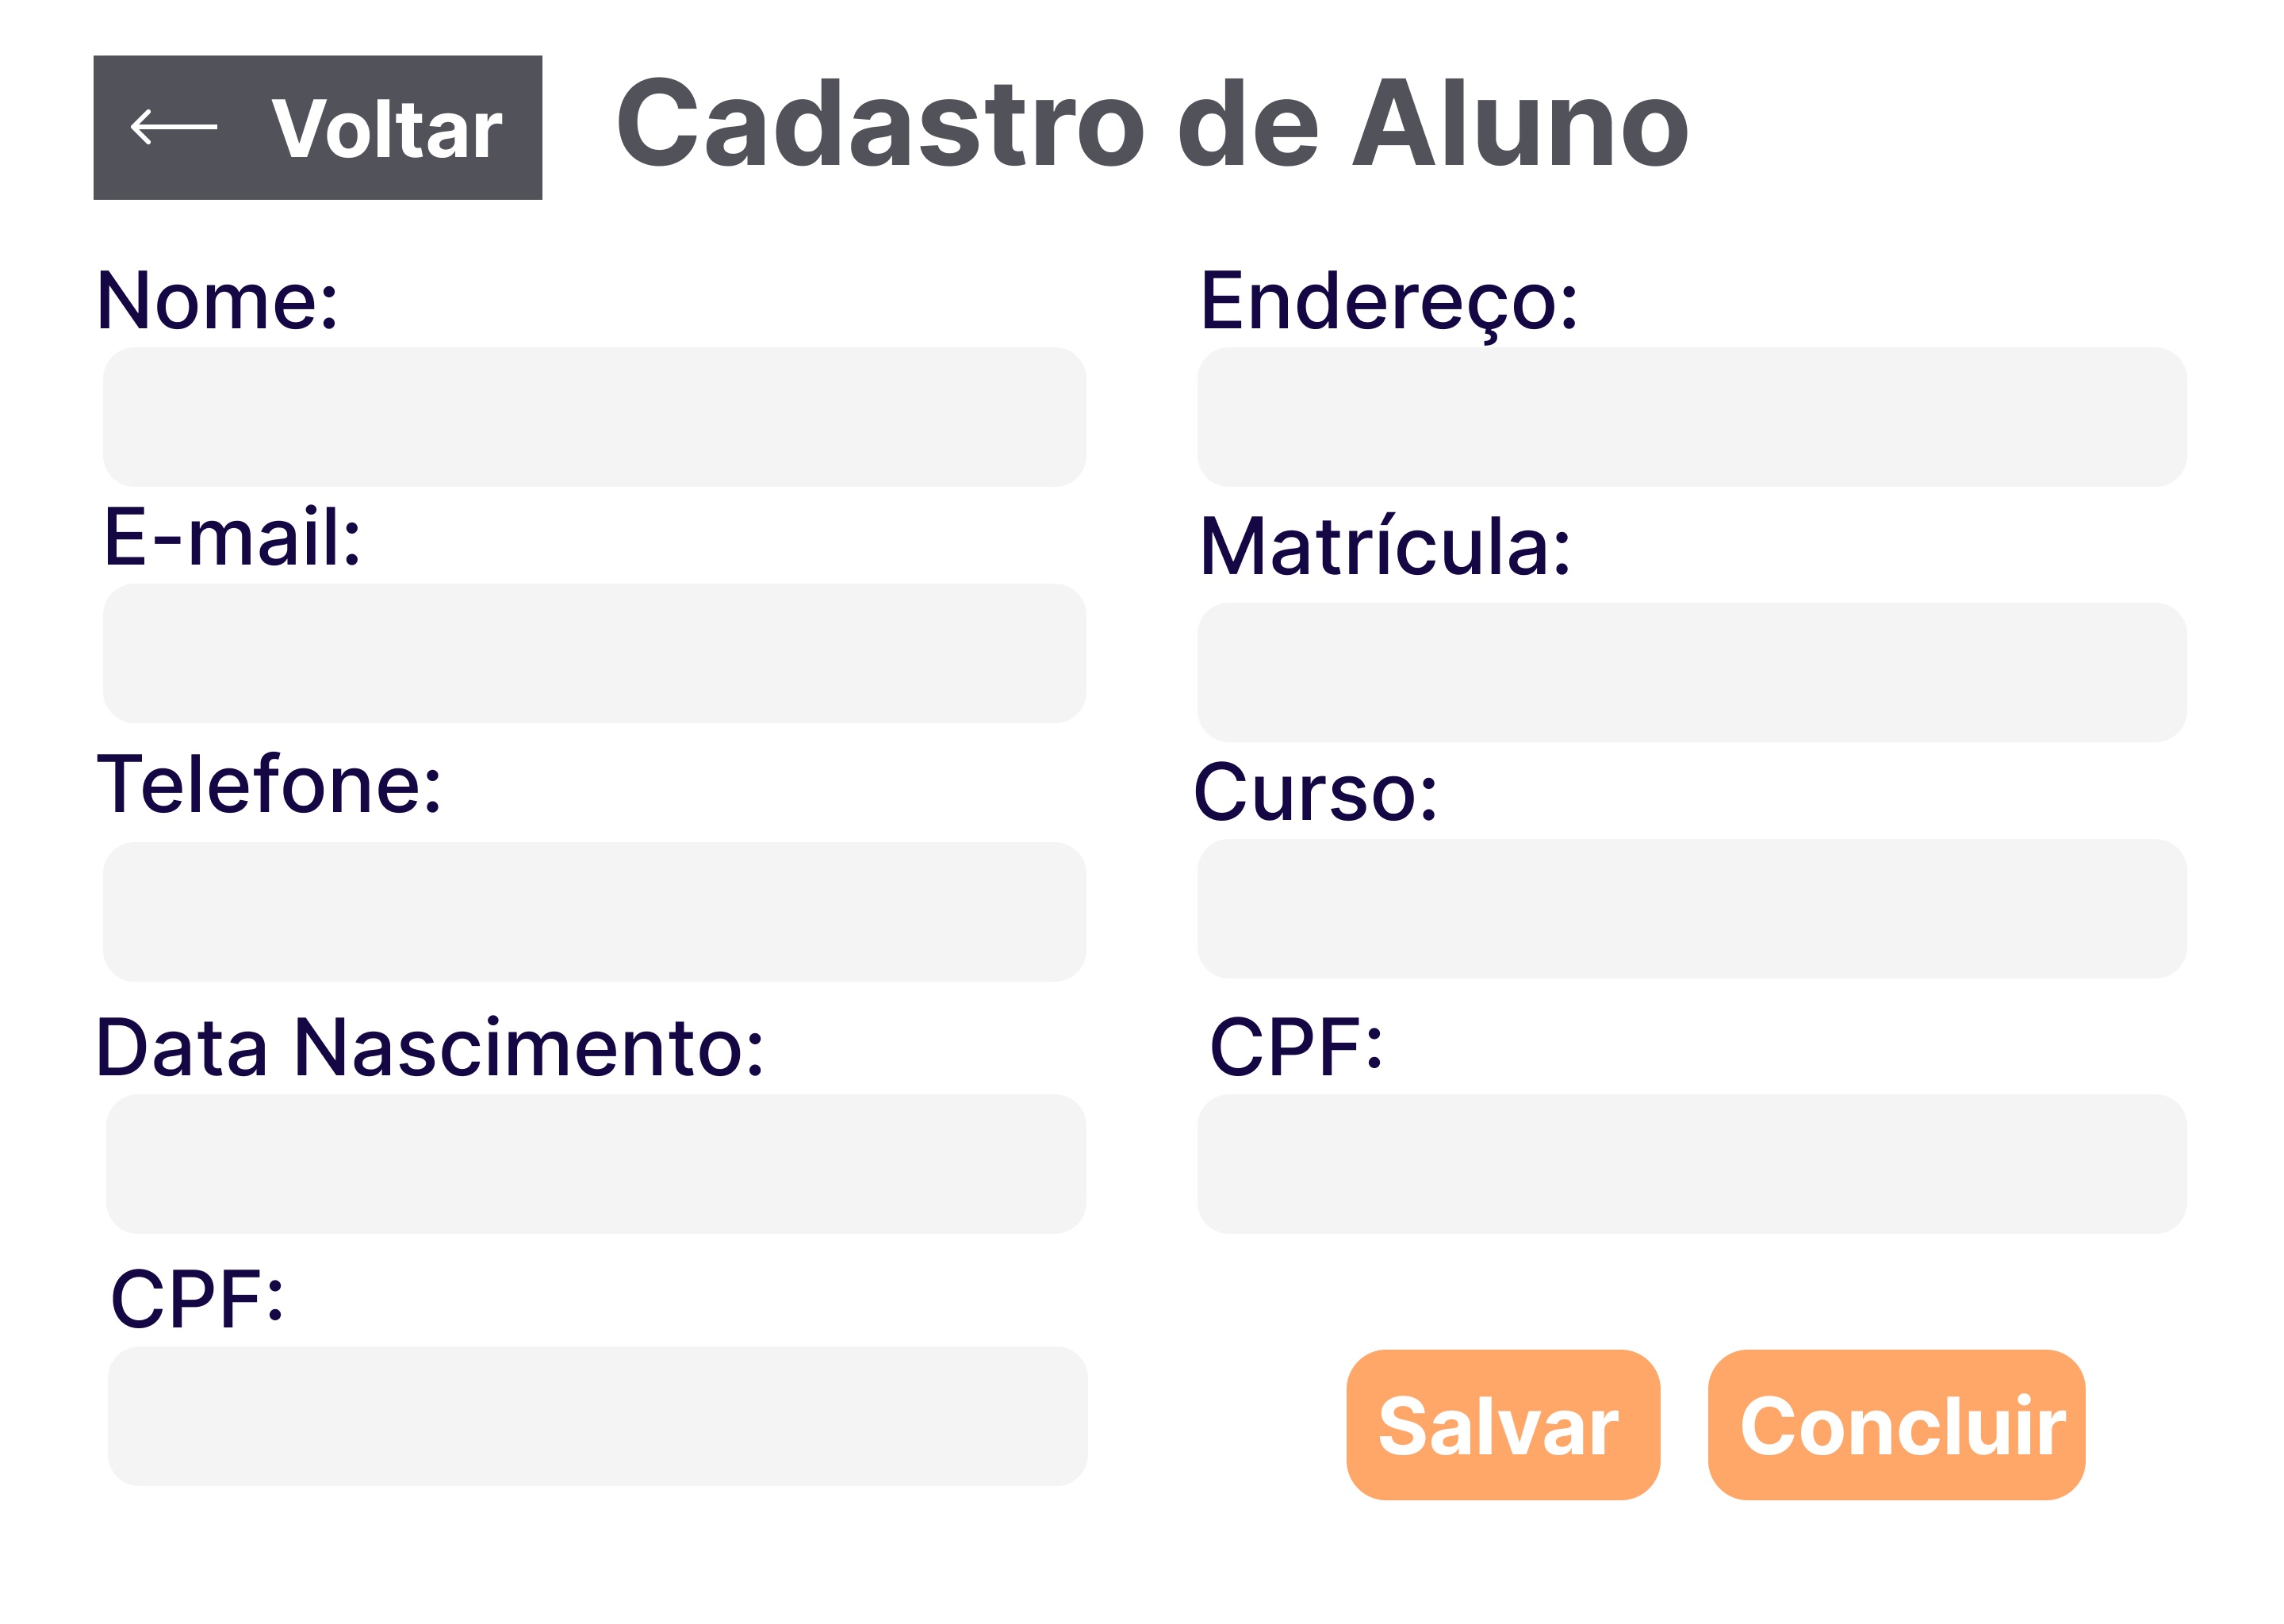 Voltar
Cadastro de Aluno
Nome:
Endereço:
E-mail:
Matrícula:
Telefone:
Curso:
Data Nascimento:
CPF:
CPF:
Salvar
Concluir